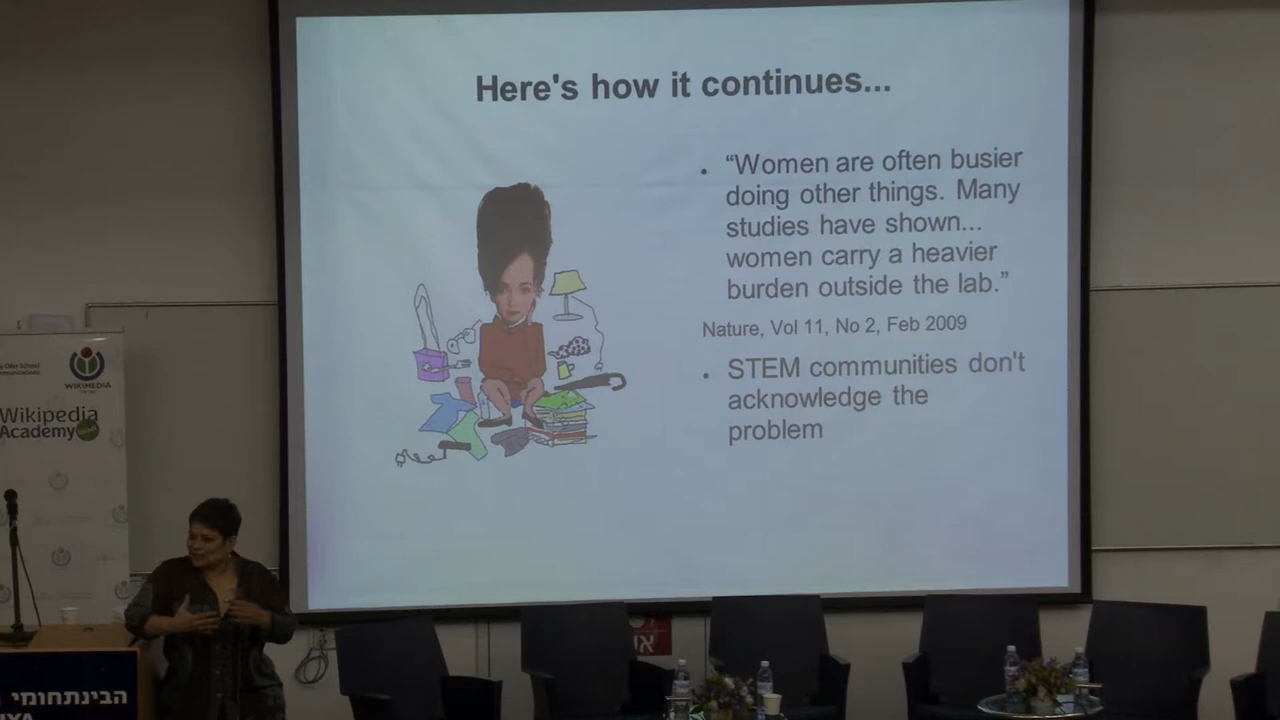 Here's how it continues...
“Women are often busier
doing other things. Many
studies have shown...
women carry a heavier
burden outside the lab.”
Nature, Vol 11, No 2, Feb 2009
STEM communities don't
acknowledge the
problem
Ofer School
WIKIMEDIA
Wikipedia
Academy
הבינתחומי